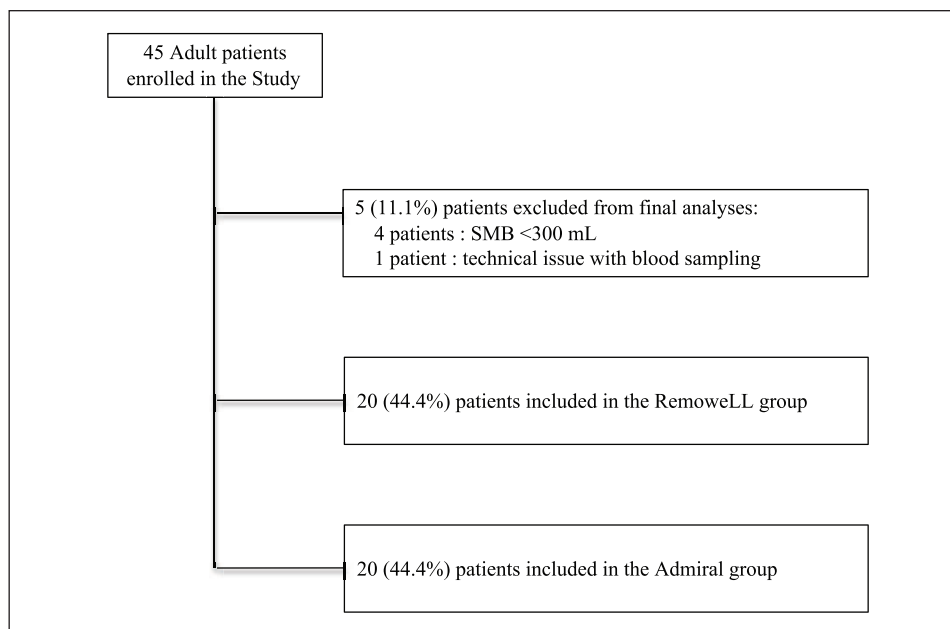 45 Adult patients
enrolled in the Study
5 (11.1%) patients excluded from final analyses:
4 patients : SMB <300 mL
1 patient : technical issue with blood sampling
20 (44.4%) patients included in the RemoweLL group
20 (44.4%) patients included in the Admiral group